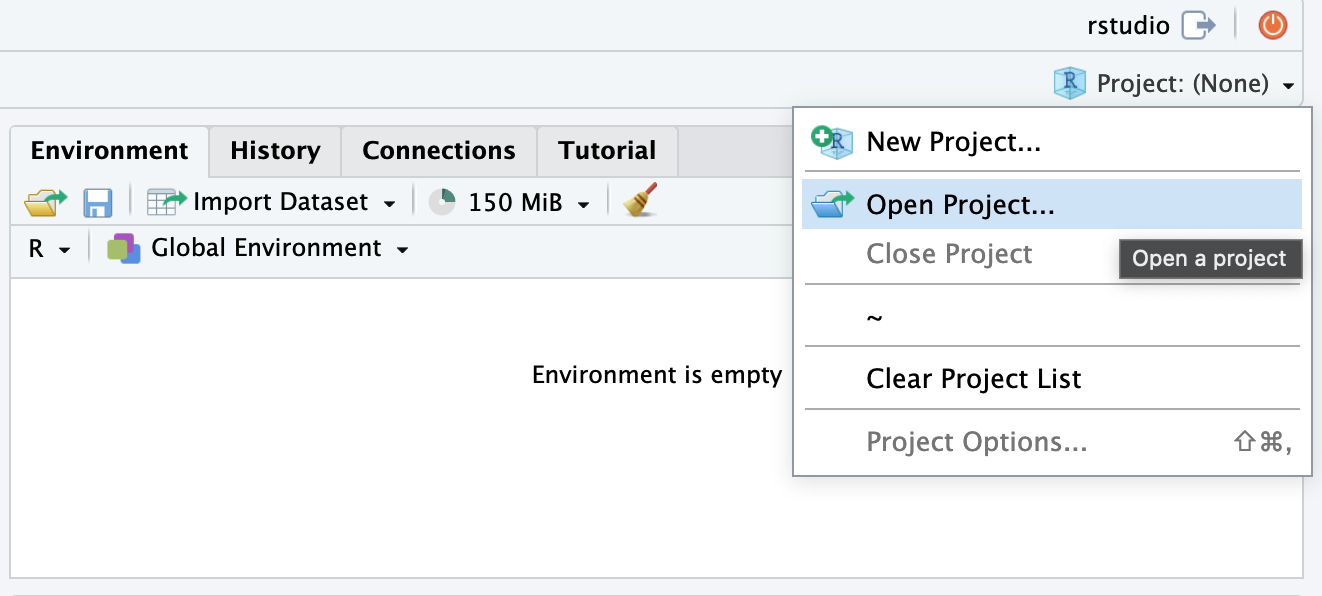 rstudio
Project: (None)
Environment History Connections Tutorial
Import Dataset 150 MiB
R Global Environment
Environment is empty
New Project...
Open Project...
Close Project
Open a project
~
Clear Project List
Project Options... ⇧⌘,